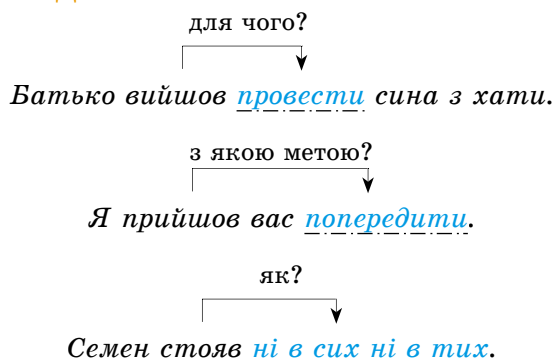 для чого?
Батько вийшов провести сина з хати.
з якою метою?
Я прийшов вас попередити.
як?
Семен стояв ні в сих ні в тих.